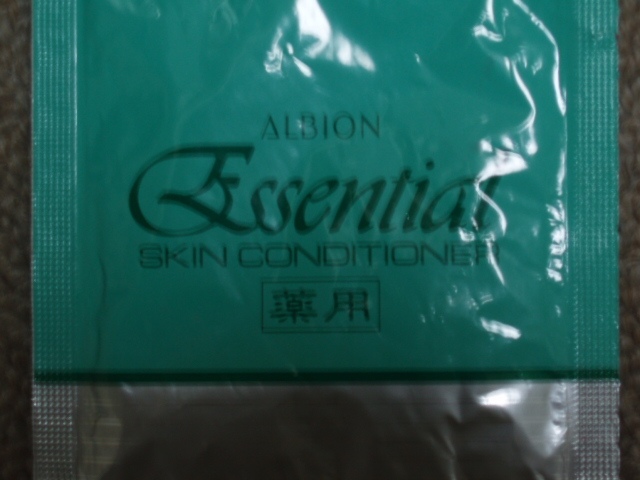 ALBION
Essential
SKIN CONDITIONER
薬用